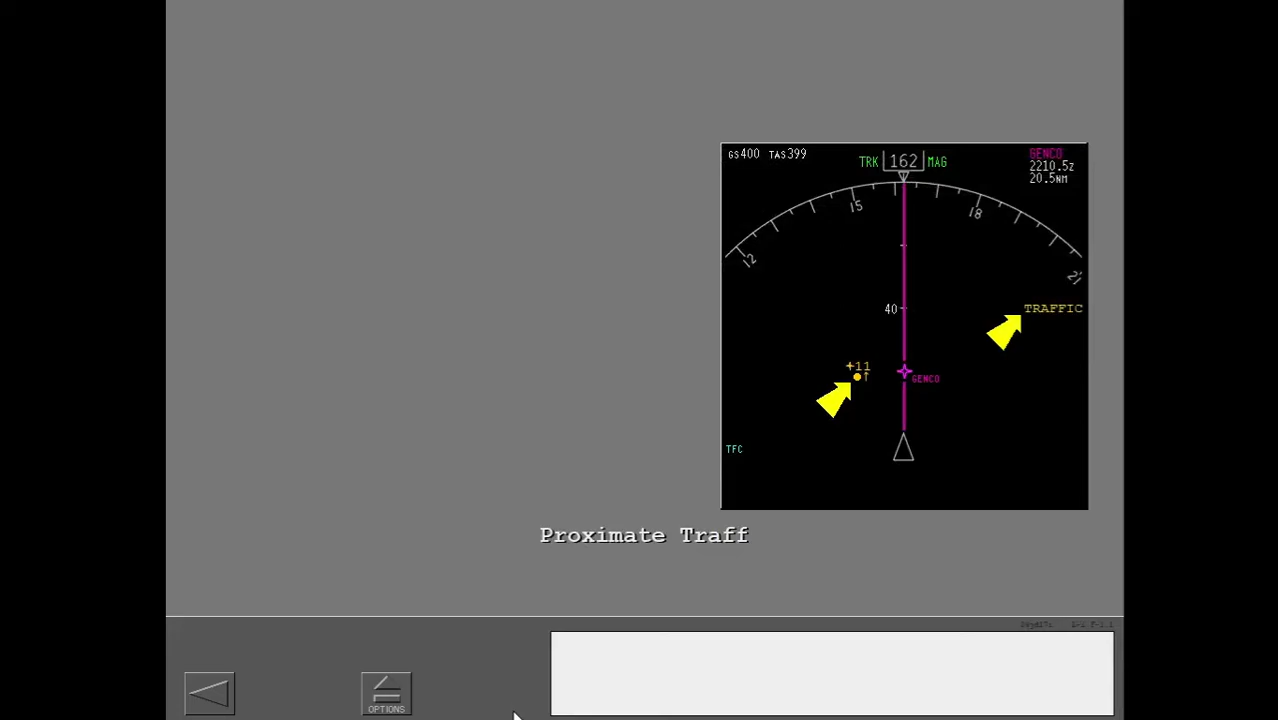 GS400 TAS399
TRK 162 MAG
GENCO
2210.5Z
20.5NM
12
15
18
21
40
TRAFFIC
+11
GENCO
TFC
Proximate Traff
OPTIONS